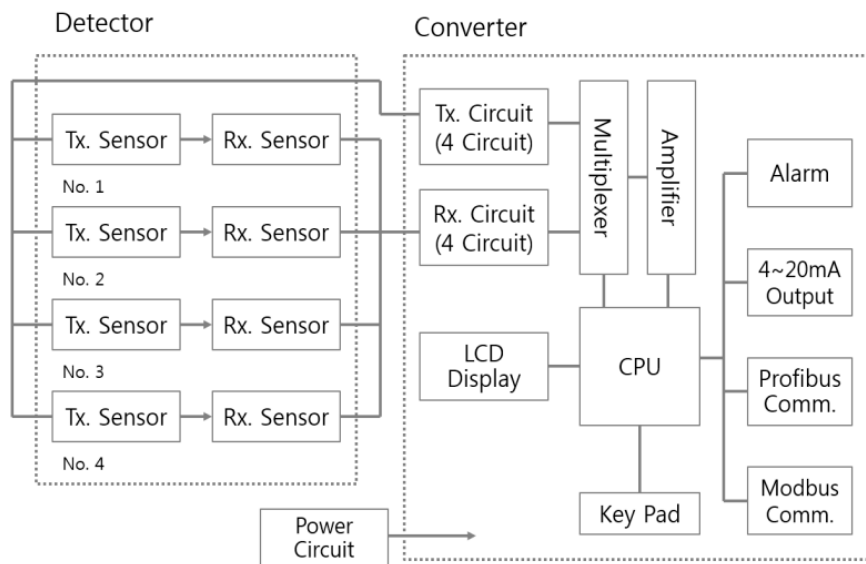 Detector
Converter
Tx. Sensor
Rx. Sensor
No. 1
Tx. Sensor
Rx. Sensor
No. 2
Tx. Sensor
Rx. Sensor
No. 3
Tx. Sensor
Rx. Sensor
No. 4
Tx. Circuit
(4 Circuit)
Rx. Circuit
(4 Circuit)
Multiplexer
Amplifier
LCD
Display
CPU
Key Pad
Alarm
4~20mA
Output
Profibus
Comm.
Modbus
Comm.
Power
Circuit